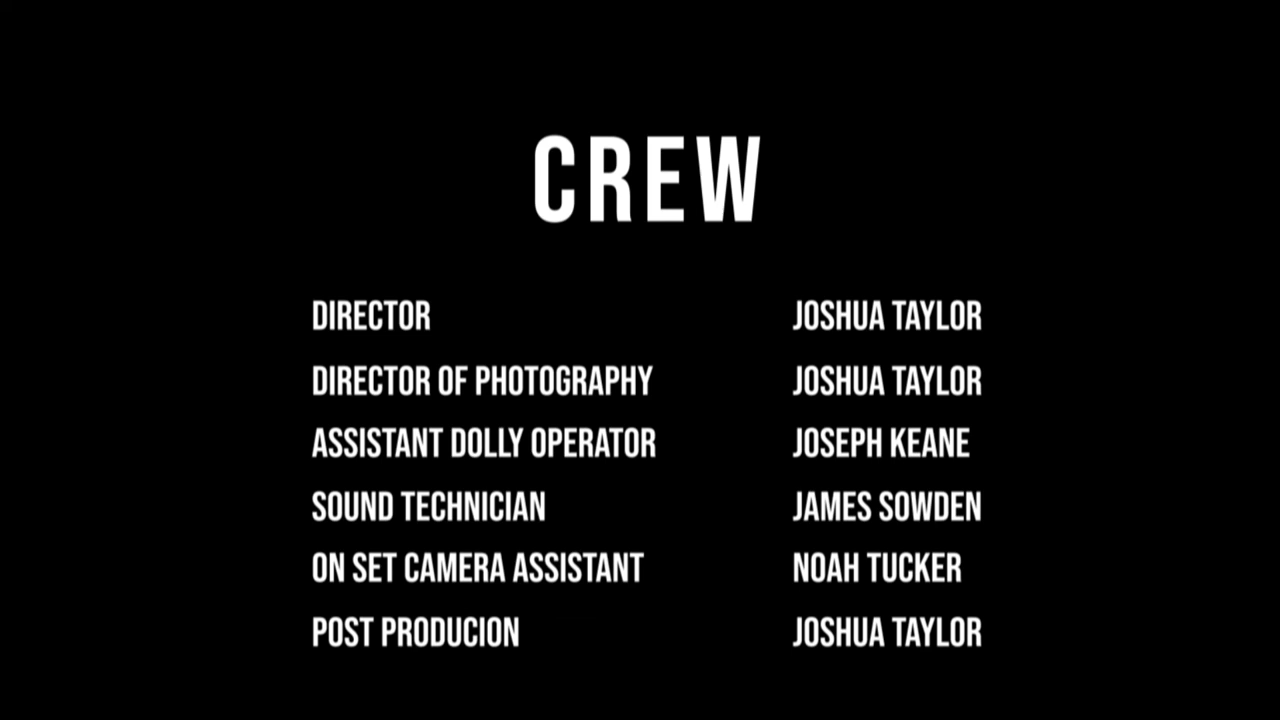 CREW
DIRECTOR JOSHUA TAYLOR
DIRECTOR OF PHOTOGRAPHY JOSHUA TAYLOR
ASSISTANT DOLLY OPERATOR JOSEPH KEANE
SOUND TECHNICIAN JAMES SOWDEN
ON SET CAMERA ASSISTANT NOAH TUCKER
POST PRODUCION JOSHUA TAYLOR